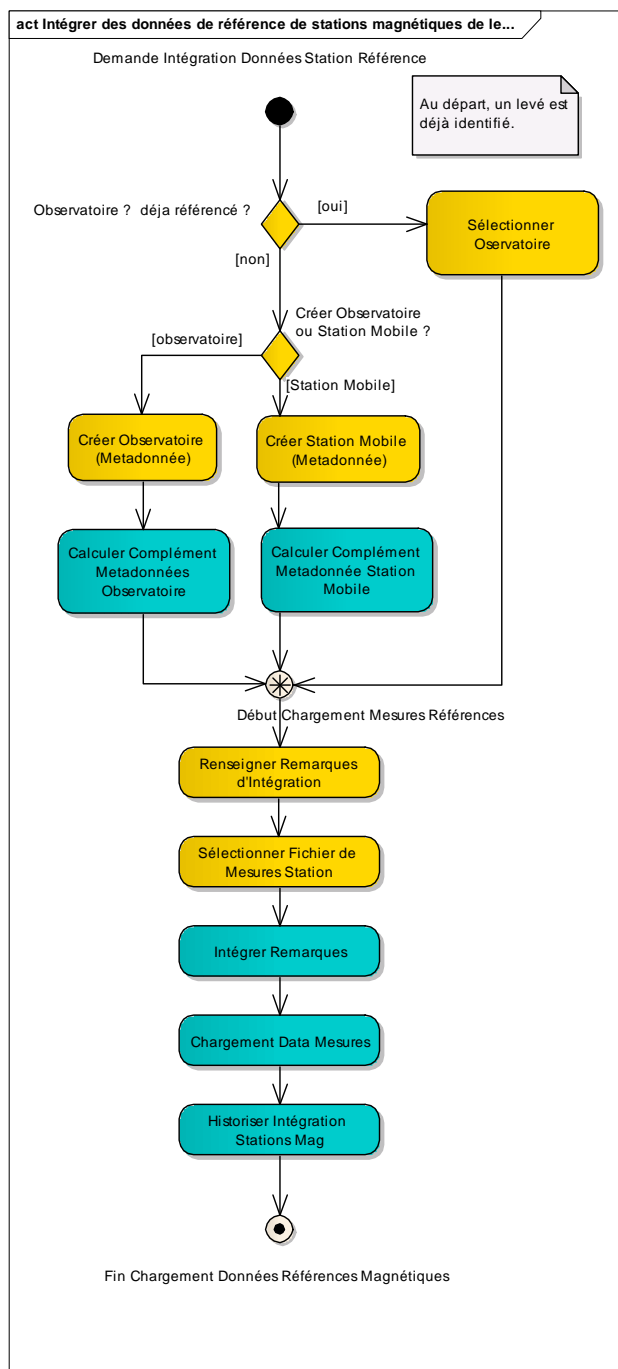 act Intégrer des données de référence de stations magnétiques de le...
Demande Intégration Données Station Référence
Au départ, un levé est
déjà identifié.
Observatoire ? déja référencé ?
[oui]
Sélectionner
Oservatoire
[non]
Créer Observatoire
ou Station Mobile ?
[observatoire]
[Station Mobile]
Créer Observatoire
(Metadonnée)
Créer Station Mobile
(Metadonnée)
Calculer Complément
Metadonnées
Observatoire
Calculer Complément
Metadonnée Station
Mobile
Début Chargement Mesures Références
Renseigner Remarques
d'Intégration
Sélectionner Fichier de
Mesures Station
Intégrer Remarques
Chargement Data Mesures
Historiser Intégration
Stations Mag
Fin Chargement Données Références Magnétiques